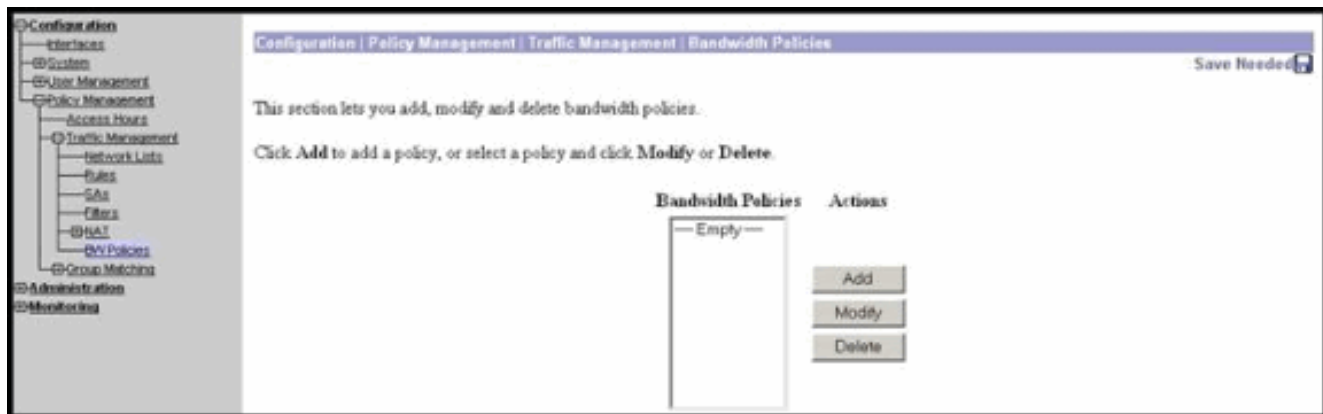 Configuration
Interfaces
System
User Management
Policy Management
Access Hours
Traffic Management
Network Lists
Rules
SAs
Filters
NAT
BW Policies
Group Matching
Administration
Monitoring
Configuration | Policy Management | Traffic Management | Bandwidth Policies
Save Needed
This section lets you add, modify and delete bandwidth policies.
Click Add to add a policy, or select a policy and click Modify or Delete.
Bandwidth Policies Actions
—Empty—
Add
Modify
Delete